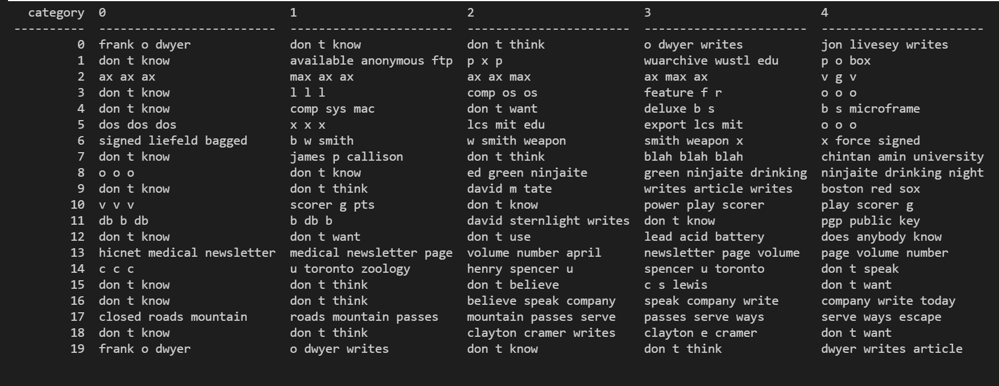 category 0 1 2 3 4
---------- ------------------------- ----------------------- ----------------------- ----------------------- -----------------------
0 frank o dwyer don t know don t think o dwyer writes jon livesey writes
1 don t know available anonymous ftp p x p wuarchive wustl edu p o box
2 ax ax ax max ax ax ax ax max ax max ax v g v
3 don t know l l l comp os os feature f r o o o
4 don t know comp sys mac don t want deluxe b s b s microframe
5 dos dos dos x x x lcs mit edu export lcs mit o o o
6 signed liefeld bagged b w smith w smith weapon smith weapon x x force signed
7 don t know james p callison don t think blah blah blah chintan amin university
8 o o o don t know ed green ninjaite green ninjaite drinking ninjaite drinking night
9 don t know don t think david m tate writes article writes boston red sox
10 v v v scorer g pts don t know power play scorer play scorer g
11 db b db b db b david sternlight writes don t know pgp public key
12 don t know don t want don t use lead acid battery does anybody know
13 hicnet medical newsletter medical newsletter page volume number april newsletter page volume page volume number
14 c c c u toronto zoology henry spencer u spencer u toronto don t speak
15 don t know don t think don t believe c s lewis don t want
16 don t know don t think believe speak company speak company write company write today
17 closed roads mountain roads mountain passes mountain passes serve passes serve ways serve ways escape
18 don t know don t think clayton cramer writes clayton e cramer don t want
19 frank o dwyer o dwyer writes don t know don t think dwyer writes article